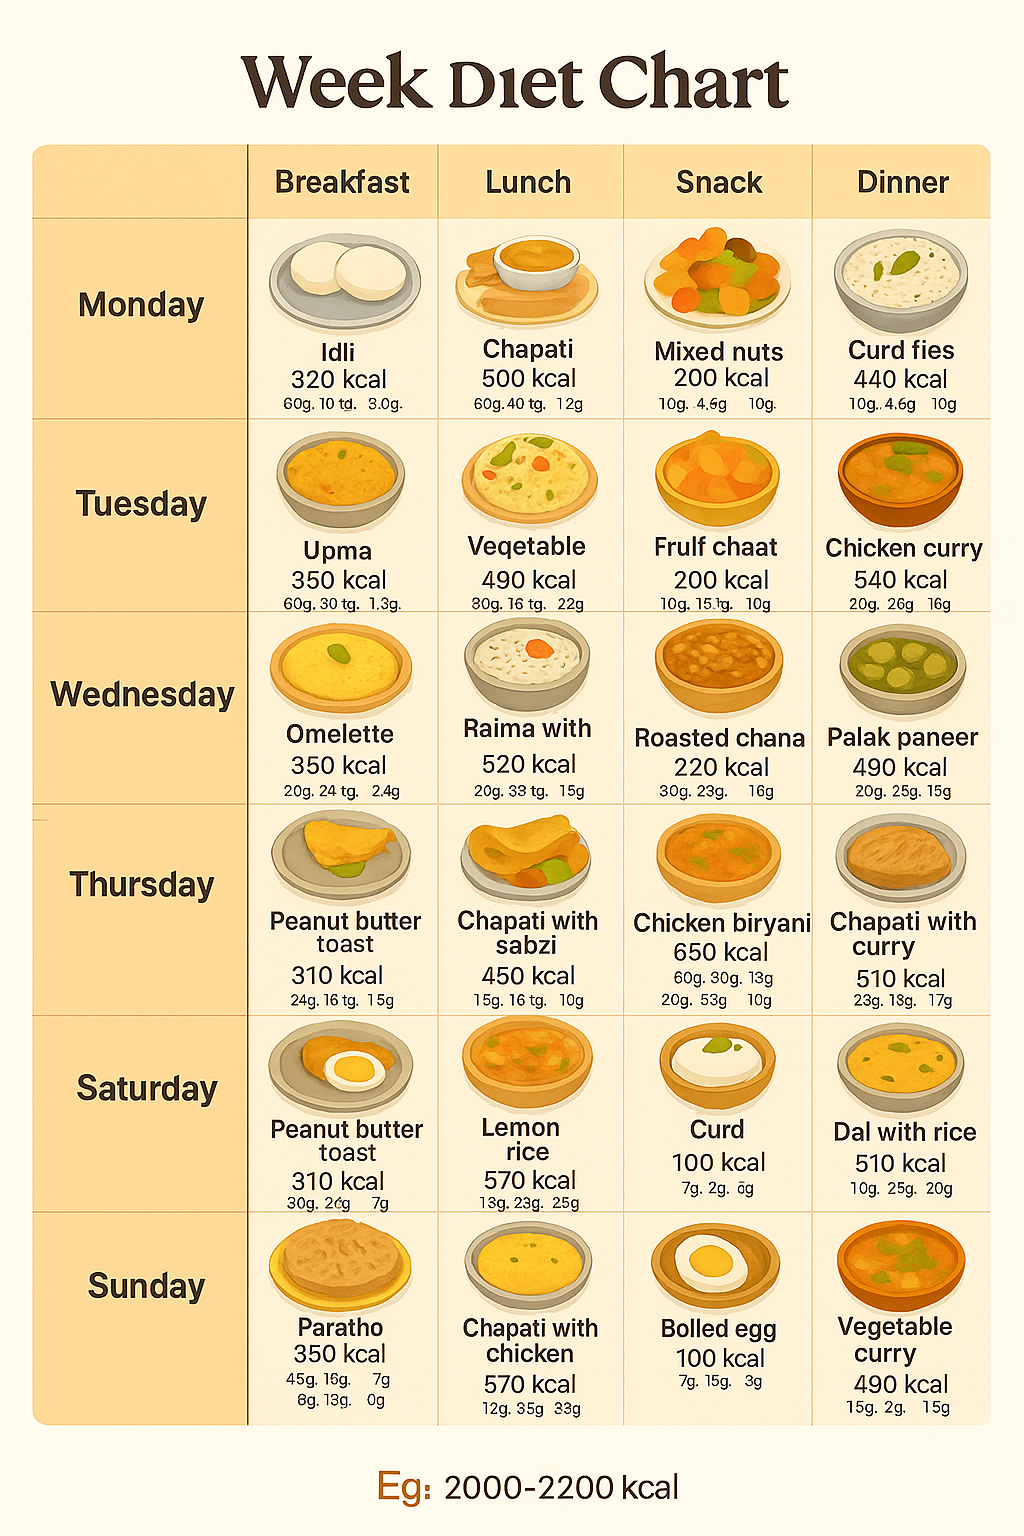 Week Dıet Chart
Breakfast Lunch Snack Dinner
Monday
Idli
320 kcal
60g. 10 td. 3.0g.
Chapati
500 kcal
60g. 40 tg. 12g
Mixed nuts
200 kcal
10g. 4.6g 10g.
Curd fies
440 kcal
10g.. 4.6g 10g
Tuesday
Upma
350 kcal
60g. 30 tg. 1.3g.
Veqetable
490 kcal
80g. 16 tg. 22g
Frulf chaat
200 kcal
10g. 15.1g. 10g
Chicken curry
540 kcal
20g. 26g 16g
Wednesday
Omelette
350 kcal
20g. 24 tg. 2.4g
Raima with
520 kcal
20g. 33 tg. 15g
Roasted chana
220 kcal
30g. 23g. 16g
Palak paneer
490 kcal
20g. 25g. 15g
Thursday
Peanut butter
toast
310 kcal
24g. 16 tg. 15g
Chapati with
sabzi
450 kcal
15g. 16 tg. 10g
Chicken biryani
650 kcal
60g. 30g. 13g
20g. 53g 10g
Chapati with
curry
510 kcal
23g. 18g. 17g
Saturday
Peanut butter
toast
310 kcal
30g. 26g 7g
Lemon
rice
570 kcal
13g. 23g. 25g
Curd
100 kcal
7g. 2g.
Dal with rice
510 kcal
10g. 25g. 20g
Sunday
Paratho
350 kcal
45g. 16g. 7g
8g. 13g. 0g
Chapati with
chicken
570 kcal
12g. 35g 33g
Bolled egg
100 kcal
7g. 15g. 3g
Vegetable
curry
490 kcal
15g. 2g. 15g
Eg: 2000-2200 kcal